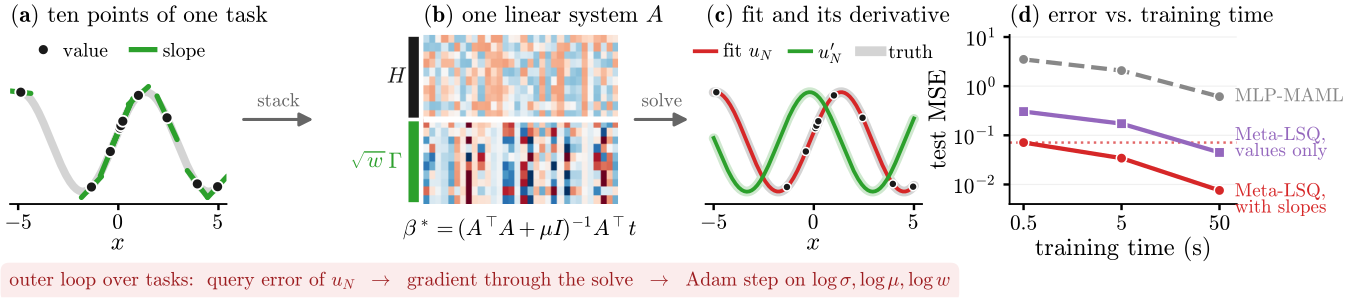 (a) ten points of one task
value slope
−5 0 5
x
stack
(b) one linear system A
H
√w Γ
β* = (A⊤A + μI)⁻¹A⊤ t
solve
(c) fit and its derivative
fit u_N u′_N truth
−5 0 5
x
(d) error vs. training time
test MSE
10¹
10⁰
10⁻¹
10⁻²
MLP-MAML
Meta-LSQ,
values only
Meta-LSQ,
with slopes
0.5 5 50
training time (s)
outer loop over tasks: query error of u_N → gradient through the solve → Adam step on log σ, log μ, log w